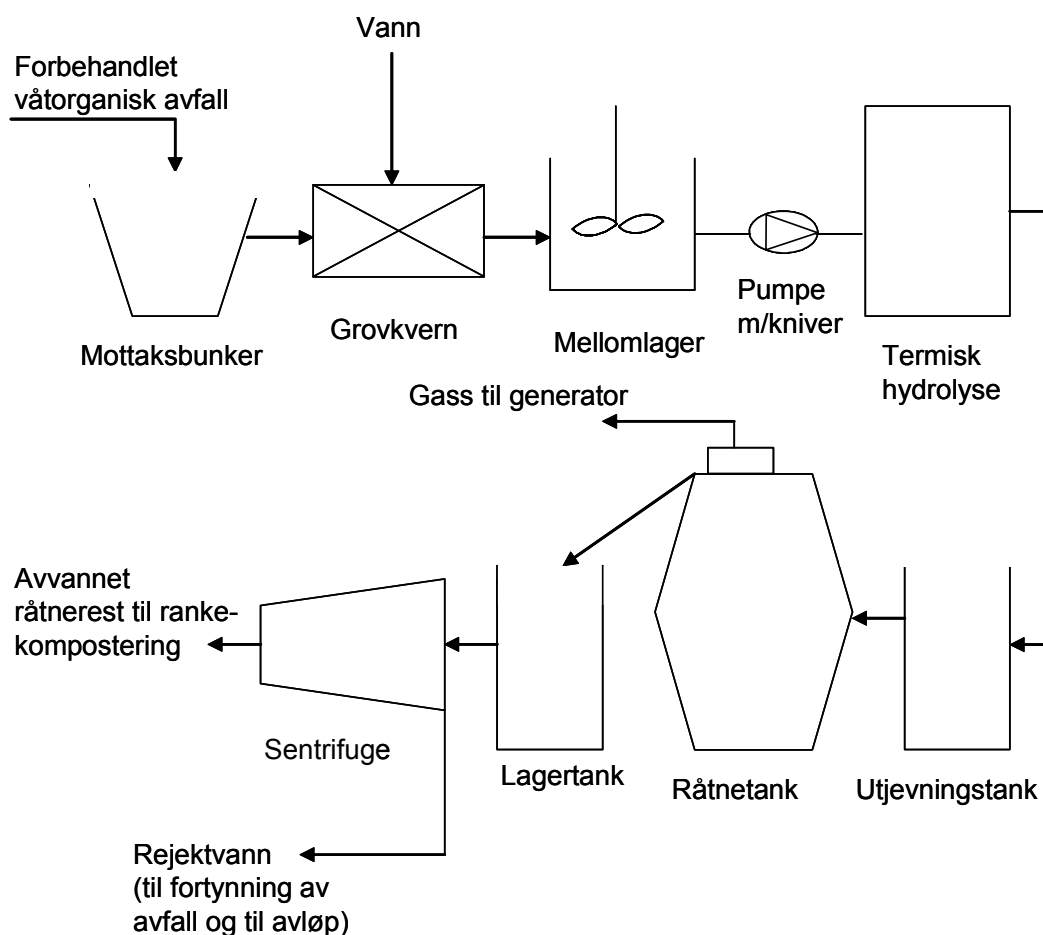 Vann
Forbehandlet
våtorganisk avfall
Mottaksbunker
Grovkvern
Mellomlager
Pumpe
m/kniver
Termisk
hydrolyse
Gass til generator
Avvannet
råtnerest til ranke-
kompostering
Sentrifuge
Lagertank
Råtnetank
Utjevningstank
Rejektvann
(til fortynning av
avfall og til avløp)